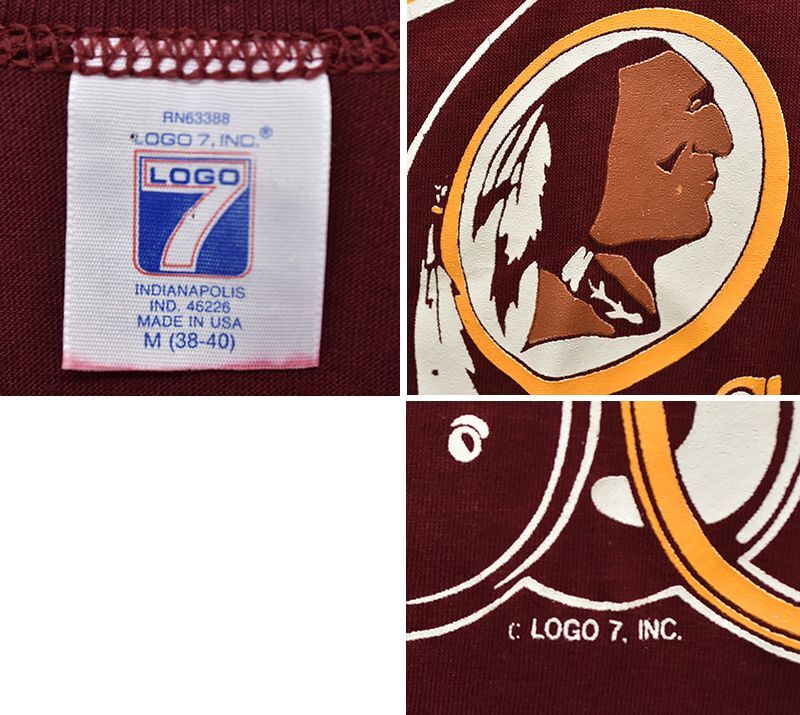 RN63388
LOGO 7, INC.®
LOGO
7
INDIANAPOLIS
IND. 46226
MADE IN USA
M (38-40)
© LOGO 7, INC.